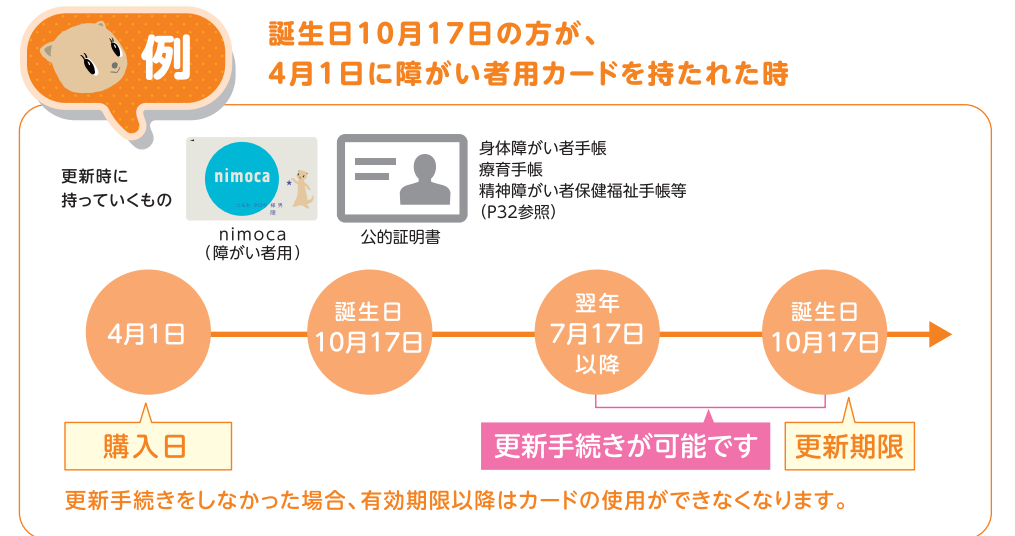 例
誕生日10月17日の方が、
4月1日に障がい者用カードを持たれた時
更新時に
持っていくもの
nimoca
nimoca
（障がい者用）
公的証明書
身体障がい者手帳
療育手帳
精神障がい者保健福祉手帳等
（P32参照）
4月1日
誕生日
10月17日
翌年
7月17日
以降
誕生日
10月17日
購入日
更新手続きが可能です
更新期限
更新手続きをしなかった場合、有効期限以降はカードの使用ができなくなります。